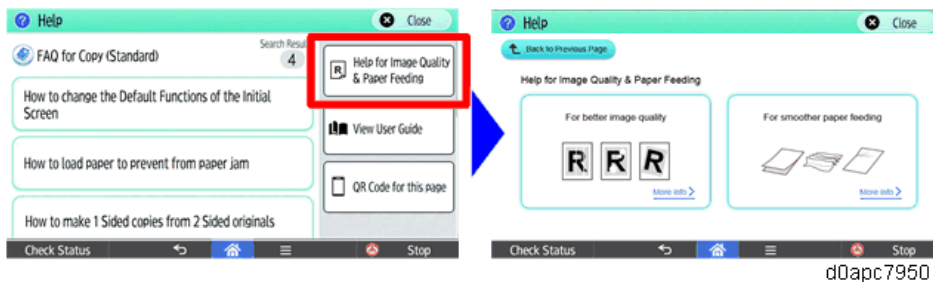 Help
Close
FAQ for Copy (Standard)
Search Resul
4
How to change the Default Functions of the Initial
Screen
How to load paper to prevent from paper jam
How to make 1 Sided copies from 2 Sided originals
Help for Image Quality
& Paper Feeding
View User Guide
QR Code for this page
Check Status
Stop
Help
Close
Back to Previous Page
Help for Image Quality & Paper Feeding
For better image quality
R R R
More info
For smoother paper feeding
More info
Check Status
Stop
d0apc7950